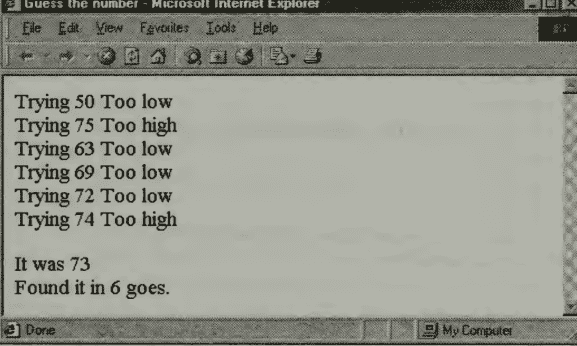 Guess the number - Microsoft Internet Explorer
File Edit View Favorites Tools Help
Trying 50 Too low
Trying 75 Too high
Trying 63 Too low
Trying 69 Too low
Trying 72 Too low
Trying 74 Too high
It was 73
Found it in 6 goes.
Done My Computer